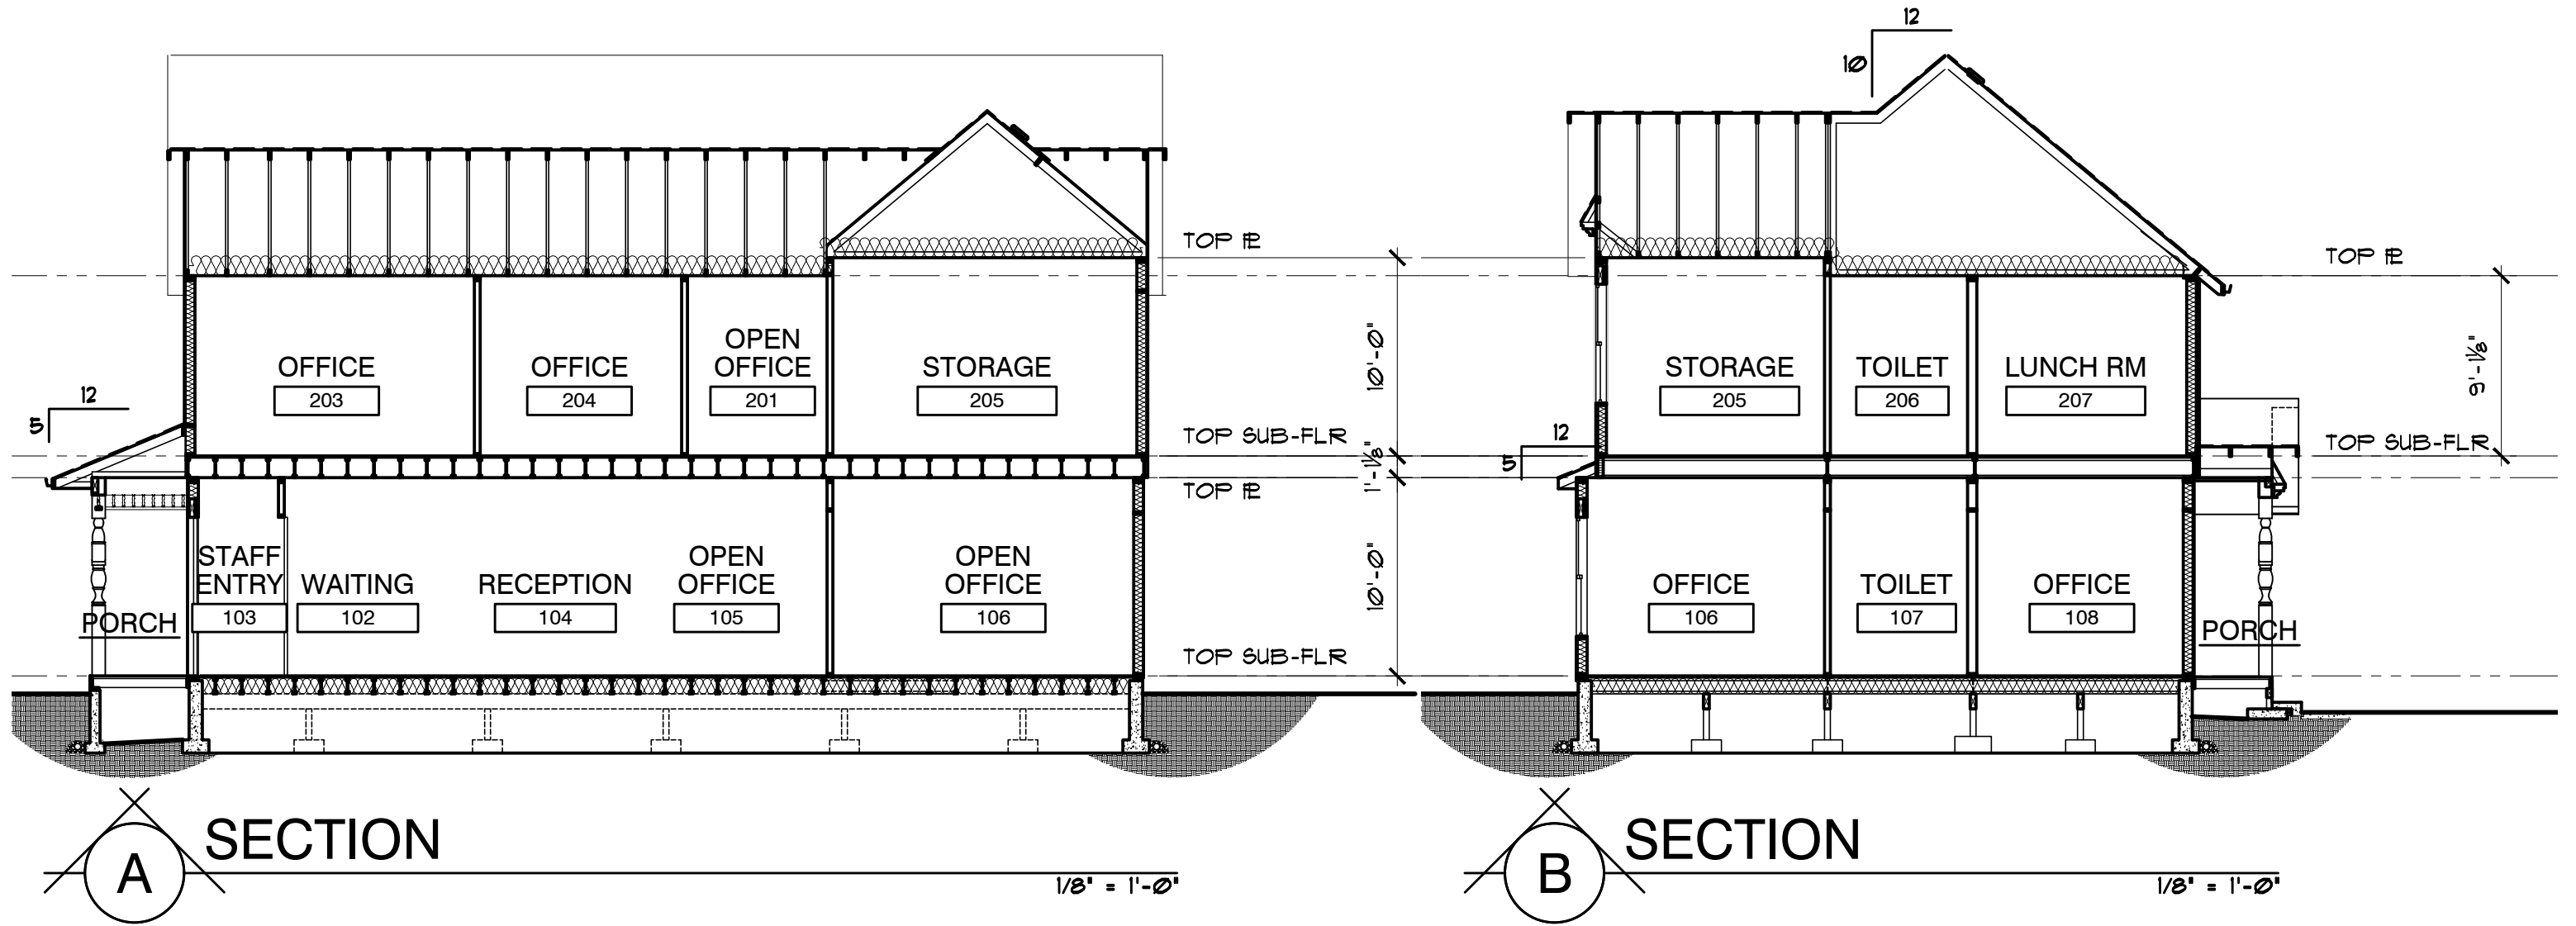 12
5
OFFICE
203
OFFICE
204
OPEN
OFFICE
201
STORAGE
205
STAFF
ENTRY
103
WAITING
102
RECEPTION
104
OPEN
OFFICE
105
OPEN
OFFICE
106
PORCH
TOP PL
TOP SUB-FLR
TOP PL
TOP SUB-FLR
10'-0"
1'-1⅛"
10'-0"
A
SECTION
1/8" = 1'-0"
12
10
12
5
STORAGE
205
TOILET
206
LUNCH RM
207
OFFICE
106
TOILET
107
OFFICE
108
PORCH
TOP PL
TOP SUB-FLR
9'-1⅛"
B
SECTION
1/8" = 1'-0"